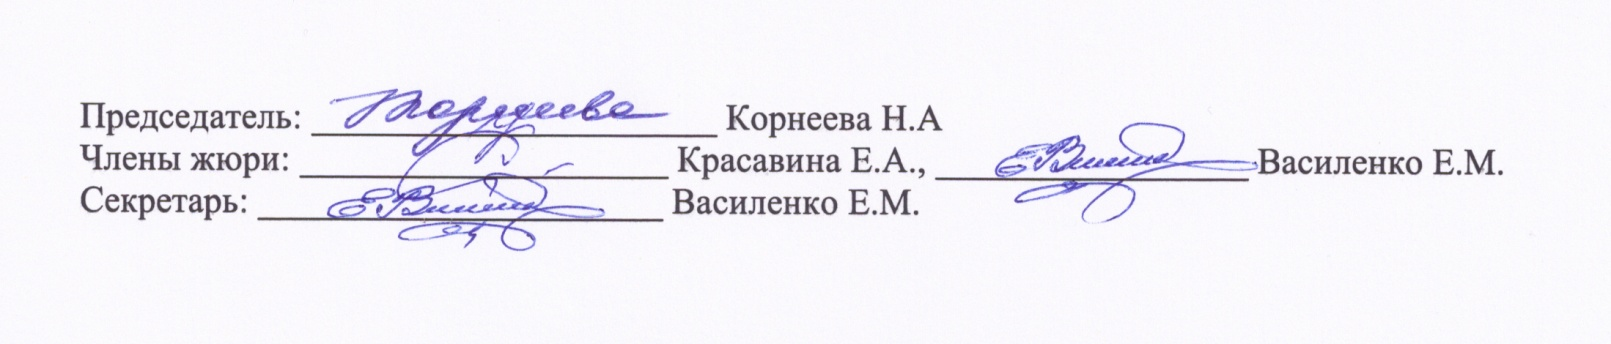 Председатель: Корнеева Н.А
Члены жюри: Красавина Е.А., Василенко Е.М.
Секретарь: Василенко Е.М.